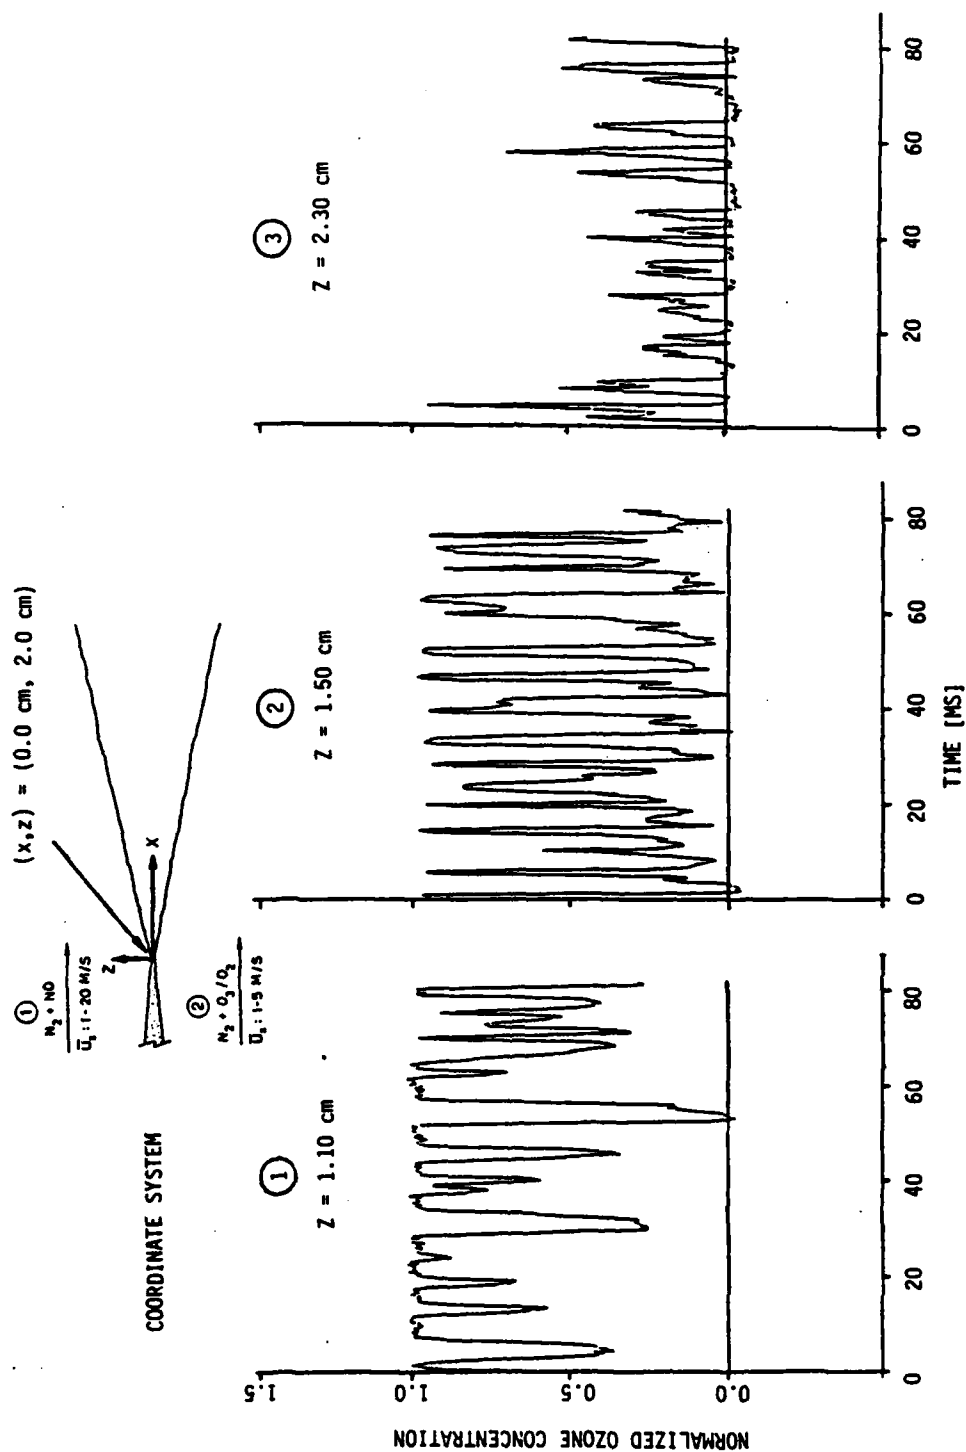 COORDINATE SYSTEM
①
N₂ + NO
U̅ₛ : 1-20 M/S
②
N₂ + O₃/O₂
U̅ₛ : 1-5 M/S
Z
X
(x,z) = (0.0 cm, 2.0 cm)
①
Z = 1.10 cm
②
Z = 1.50 cm
③
Z = 2.30 cm
NORMALIZED OZONE CONCENTRATION
1.5
1.0
0.5
0.0
0 20 40 60 80
0 20 40 60 80
0 20 40 60 80
TIME [MS]